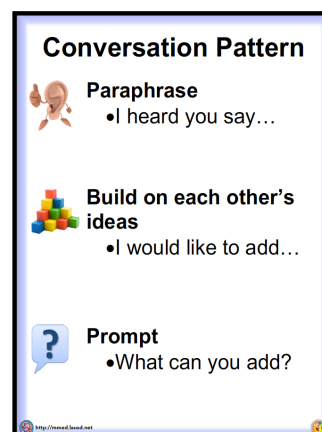 Conversation Pattern
Paraphrase
•I heard you say…
Build on each other’s
ideas
•I would like to add…
?
Prompt
•What can you add?
http://mmed.lausd.net